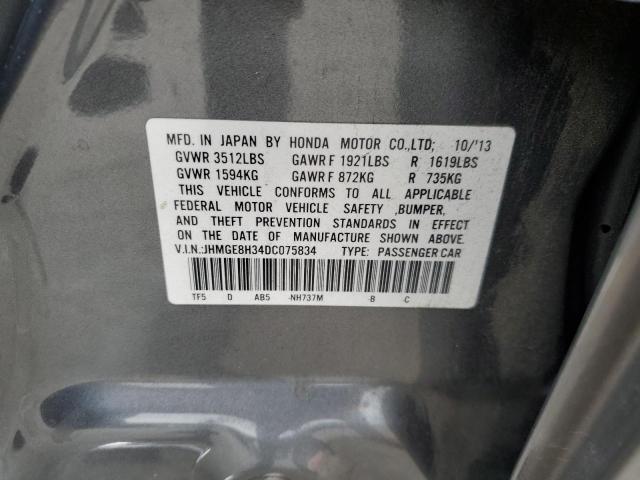 MFD. IN JAPAN BY HONDA MOTOR CO.,LTD; 10/'13
GVWR 3512LBS GAWR F 1921LBS R 1619LBS
GVWR 1594KG GAWR F 872KG R 735KG
THIS VEHICLE CONFORMS TO ALL APPLICABLE
FEDERAL MOTOR VEHICLE SAFETY ,BUMPER,
AND THEFT PREVENTION STANDARDS IN EFFECT
ON THE DATE OF MANUFACTURE SHOWN ABOVE.
V.I.N.:JHMGE8H34DC075834 TYPE: PASSENGER CAR
TF5 D AB5 -NH737M -B -C